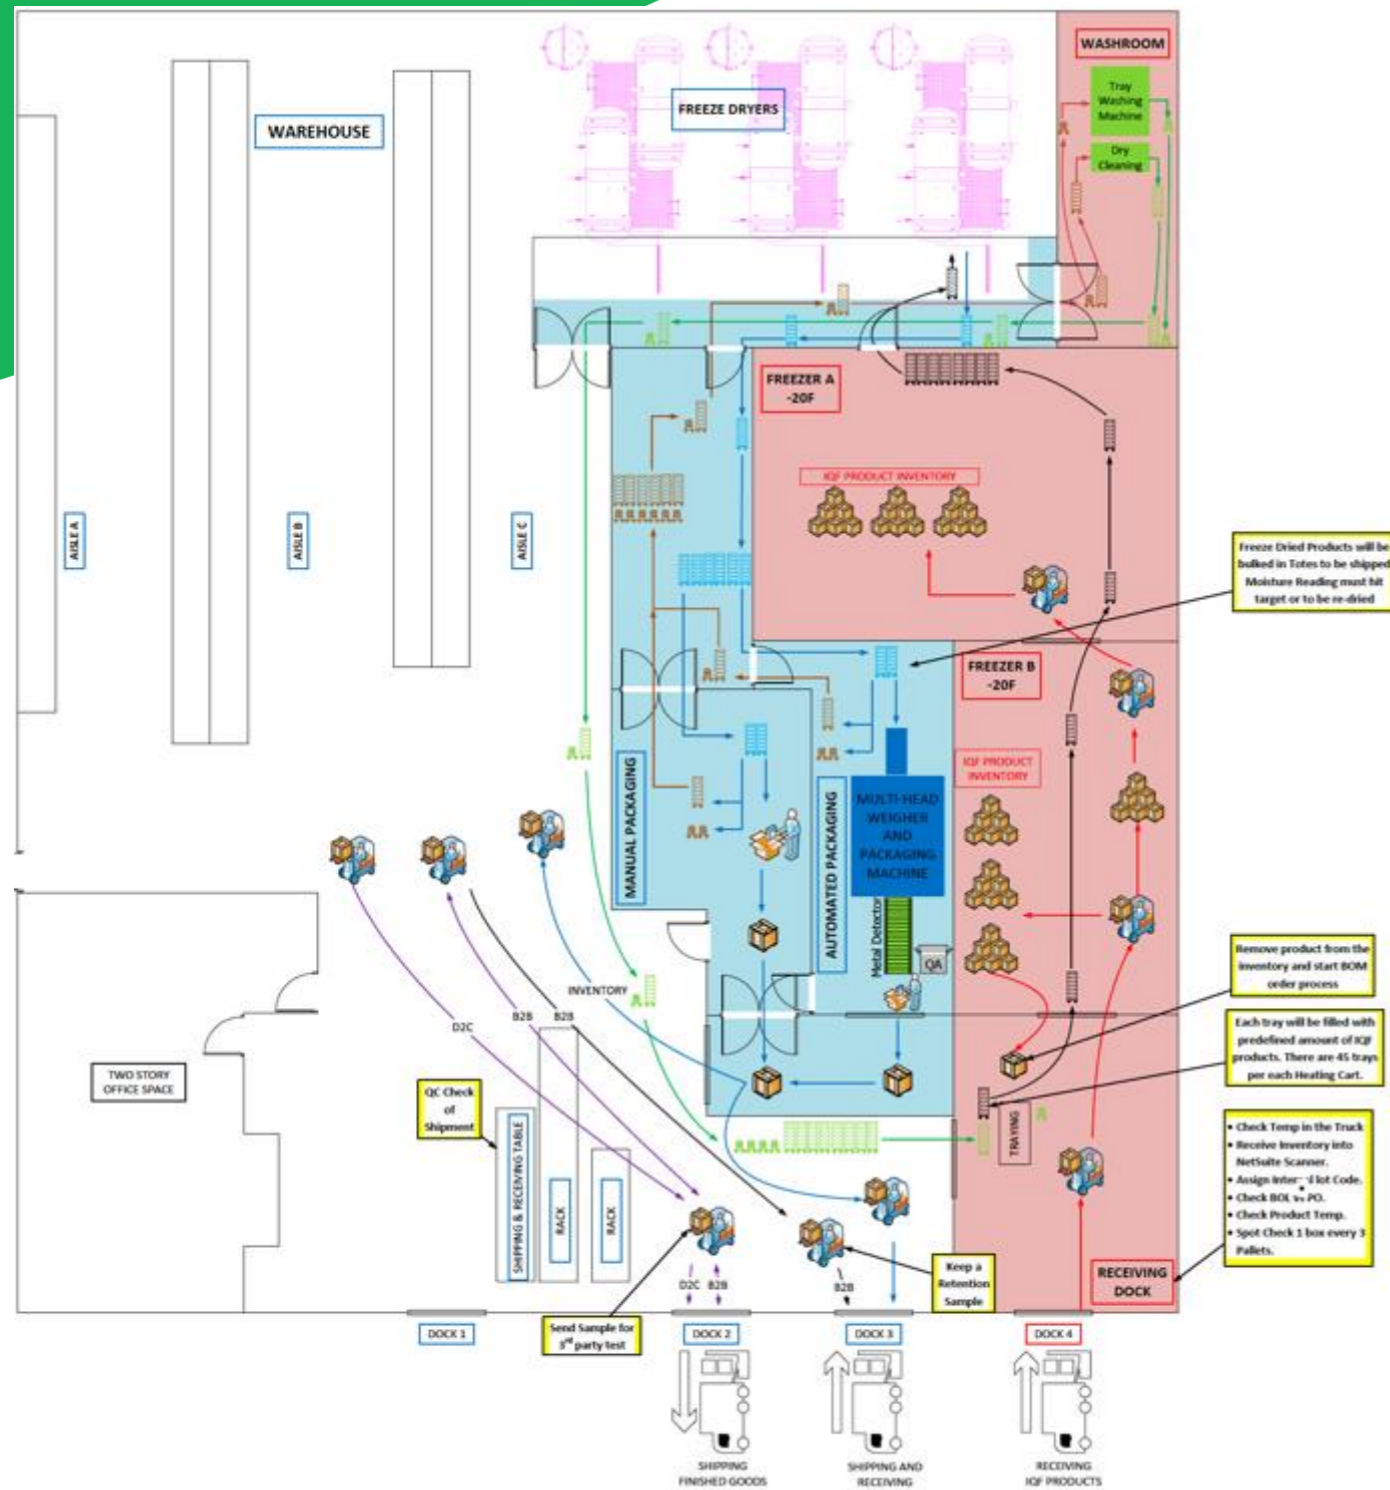 WASHROOM
Tray
Washing
Machine
Dry
Cleaning
FREEZE DRYERS
WAREHOUSE
FREEZER A
-20F
IQF PRODUCT INVENTORY
AISLE A
AISLE B
AISLE C
Freeze Dried Products will be
bulked in Totes to be shipped
Moisture Reading must hit
target or to be re-dried
FREEZER B
-20F
IQF PRODUCT
INVENTORY
MANUAL PACKAGING
AUTOMATED PACKAGING
MULTI-HEAD
WEIGHER
AND
PACKAGING
MACHINE
Metal Detector
QA
Remove product from the
inventory and start BOM
order process
Each tray will be filled with
predefined amount of IQF
products. There are 45 trays
per each Heating Cart.
INVENTORY
D2C
B2B
B2B
TWO STORY
OFFICE SPACE
QC Check
of
Shipment
SHIPPING & RECEIVING TABLE
RACK
RACK
TRAYING
• Check Temp in the Truck
• Receive Inventory into
NetSuite Scanner.
• Assign lot Code.
• Check BOL PO.
• Check Product Temp.
• Spot Check 1 box every 3
Pallets.
RECEIVING
DOCK
Keep a
Retention
Sample
D2C
B2B
B2B
Send Sample for
3rd party test
DOCK 1
DOCK 2
DOCK 3
DOCK 4
SHIPPING
FINISHED GOODS
SHIPPING AND
RECEIVING
RECEIVING
IQF PRODUCTS